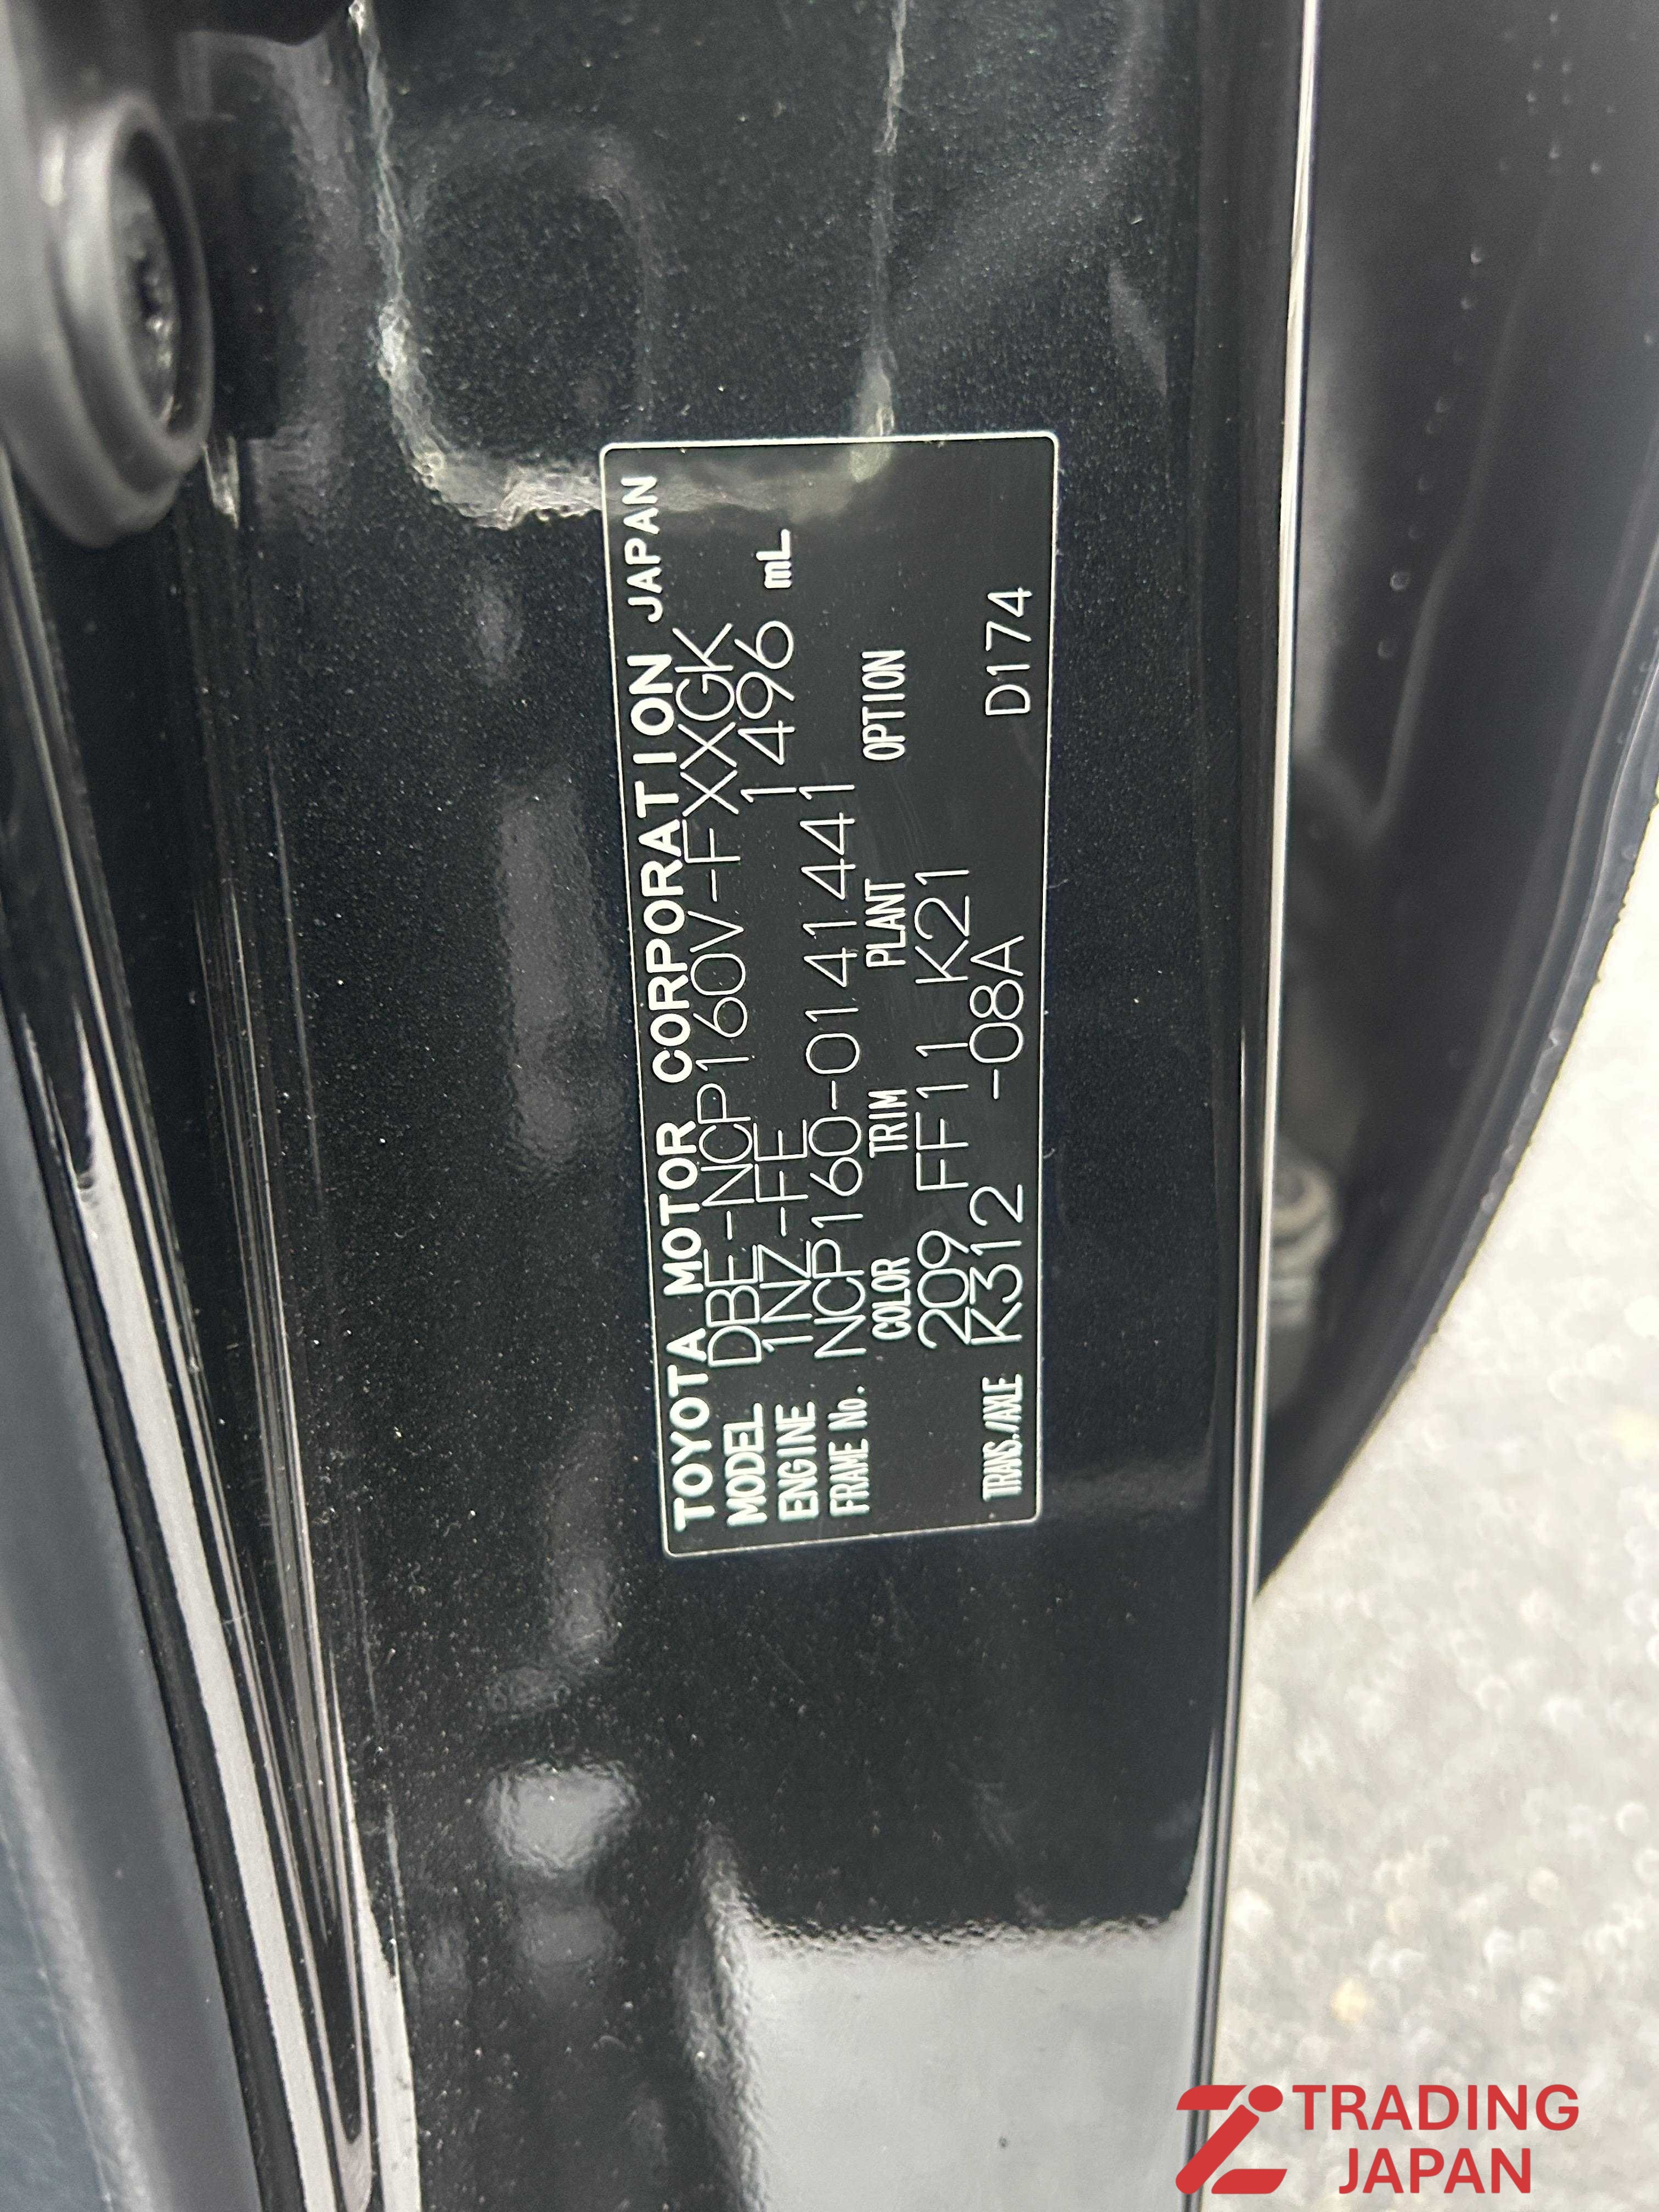 TOYOTA MOTOR CORPORATION JAPAN
MODEL DBE-NCP160V-FXXGK
ENGINE 1NZ-FE 1496 mL
FRAME No. NCP160-0141441
COLOR TRIM PLANT OPTION
209 FF11 K21
TRANS./AXLE K312 -08A D174
TRADING
JAPAN